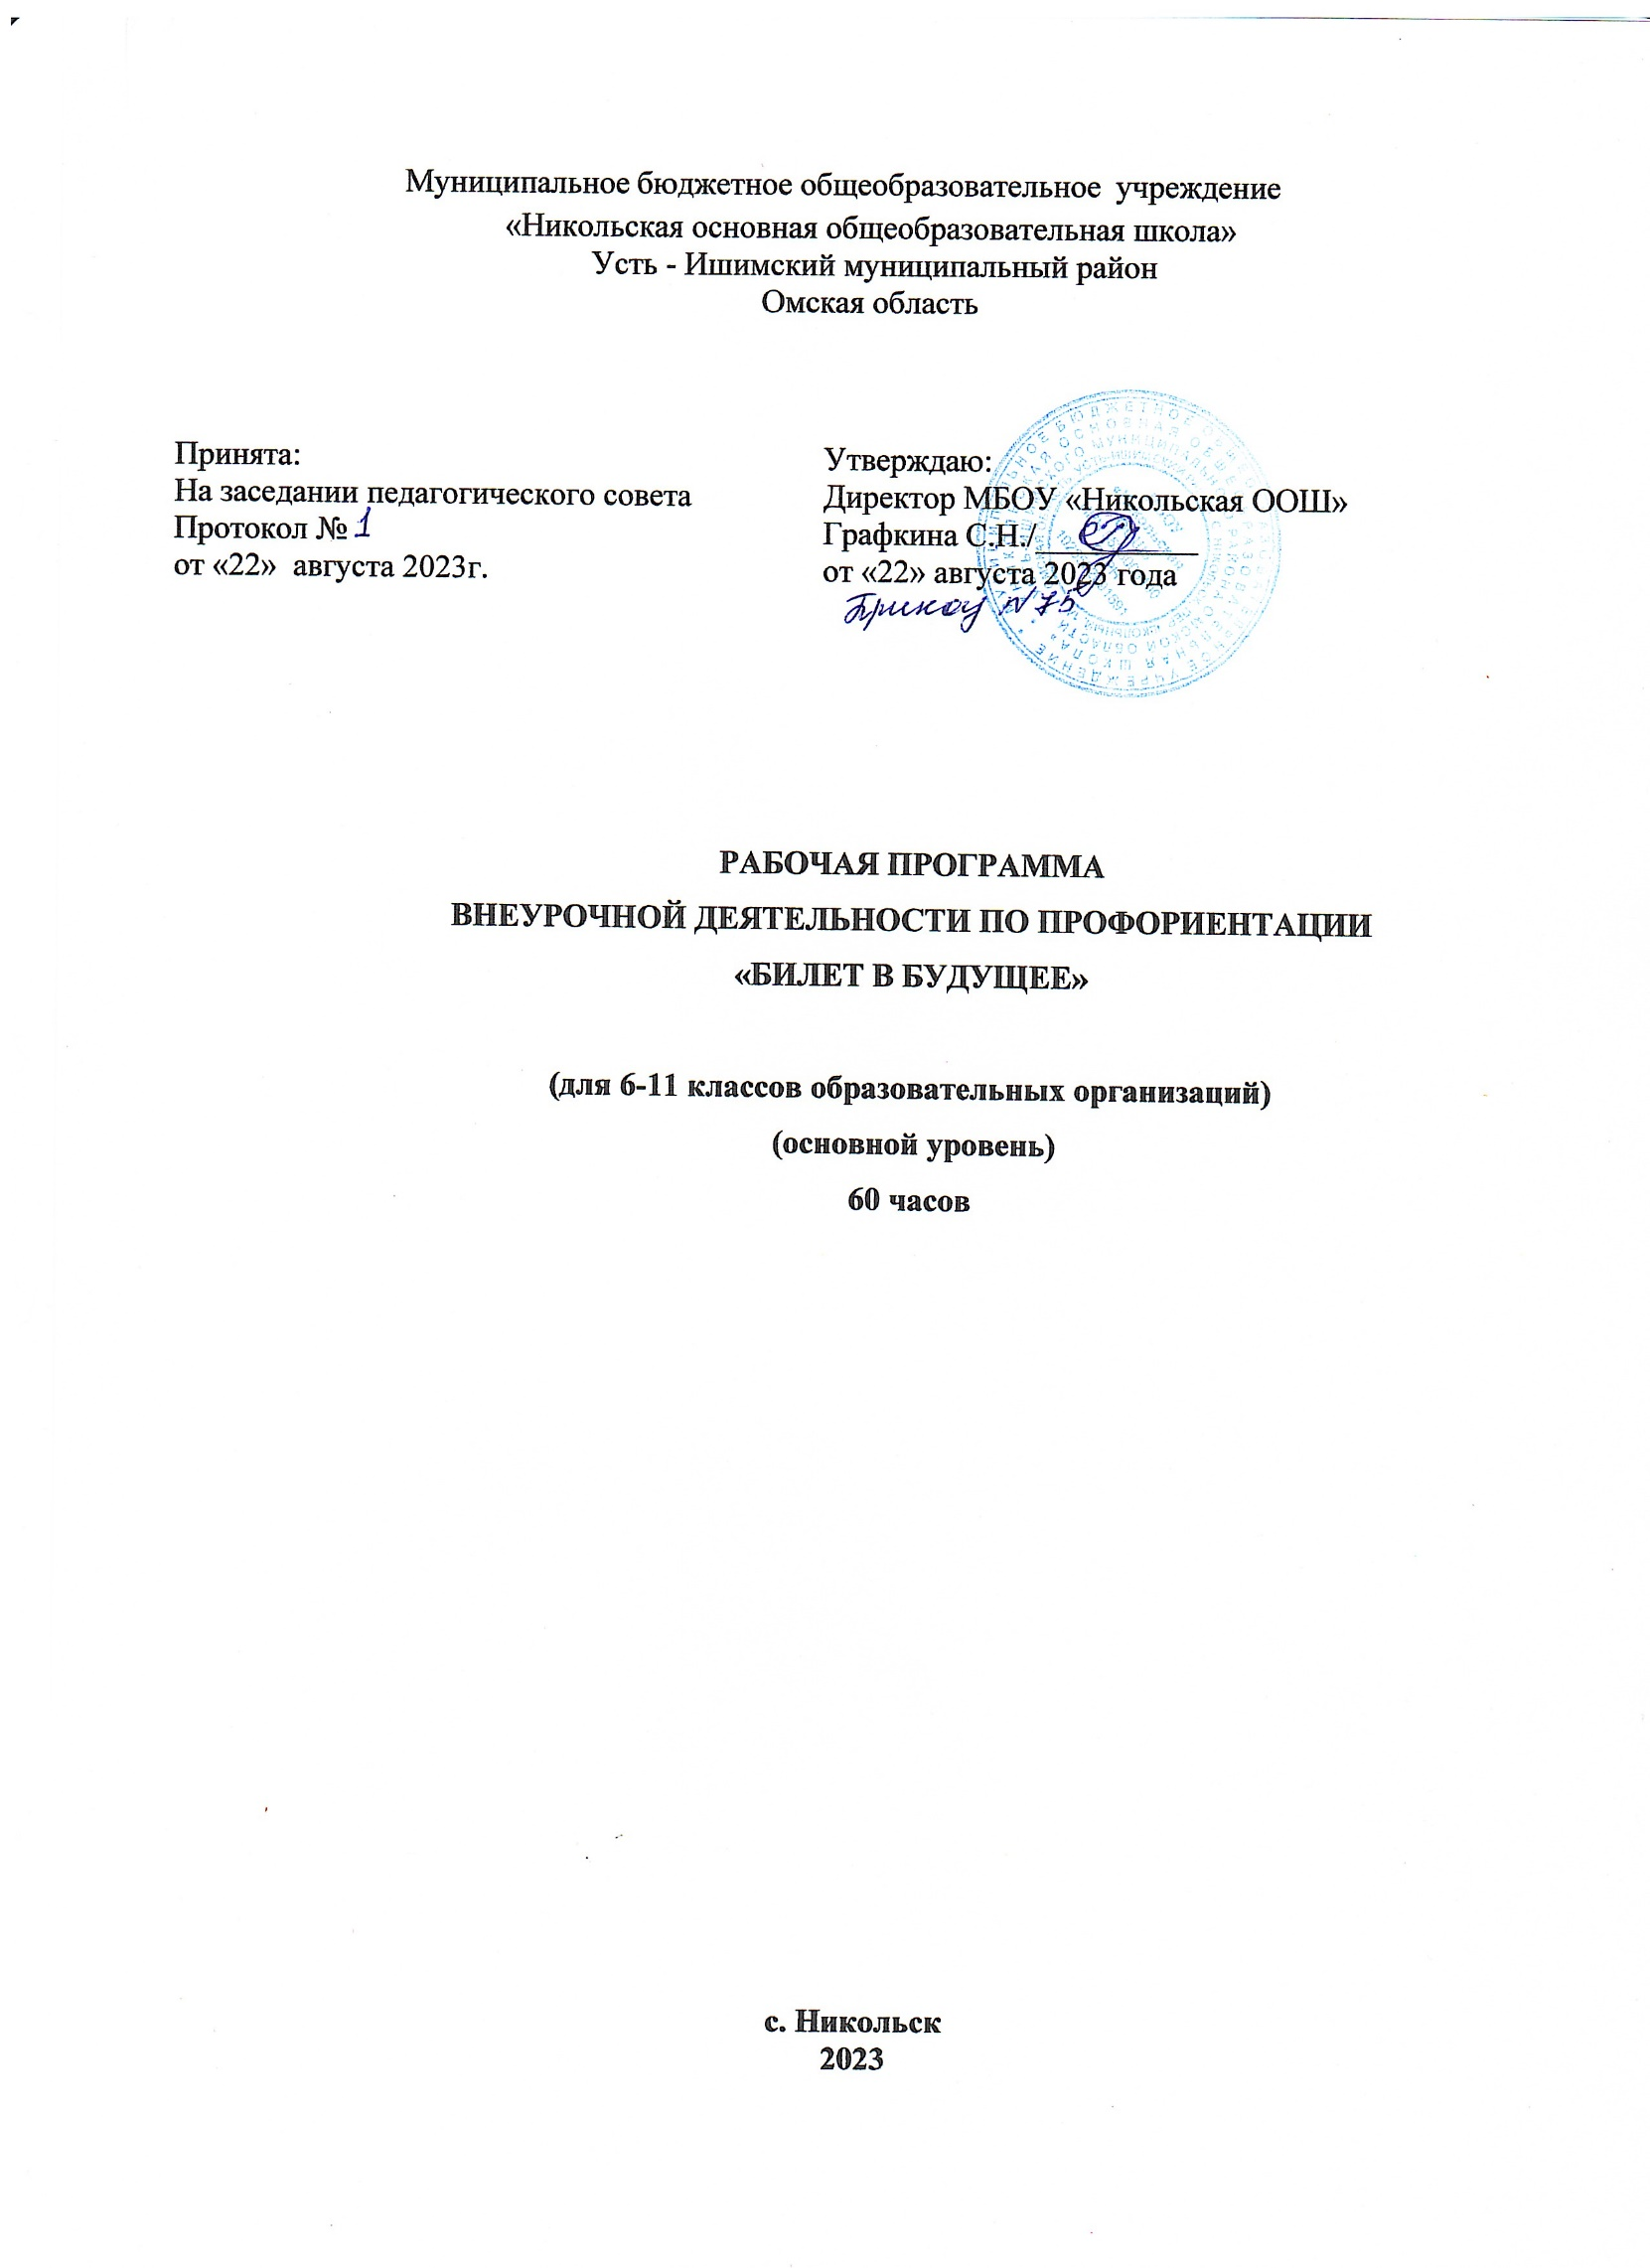 Муниципальное бюджетное общеобразовательное учреждение
«Никольская основная общеобразовательная школа»
Усть - Ишимский муниципальный район
Омская область
Принята:
На заседании педагогического совета
Протокол № 1
от «22» августа 2023г.
Утверждаю:
Директор МБОУ «Никольская ООШ»
Графкина С.Н./
от «22» августа 2023 года
Приказ №75
РАБОЧАЯ ПРОГРАММА
ВНЕУРОЧНОЙ ДЕЯТЕЛЬНОСТИ ПО ПРОФОРИЕНТАЦИИ
«БИЛЕТ В БУДУЩЕЕ»
(для 6-11 классов образовательных организаций)
(основной уровень)
60 часов
с. Никольск
2023